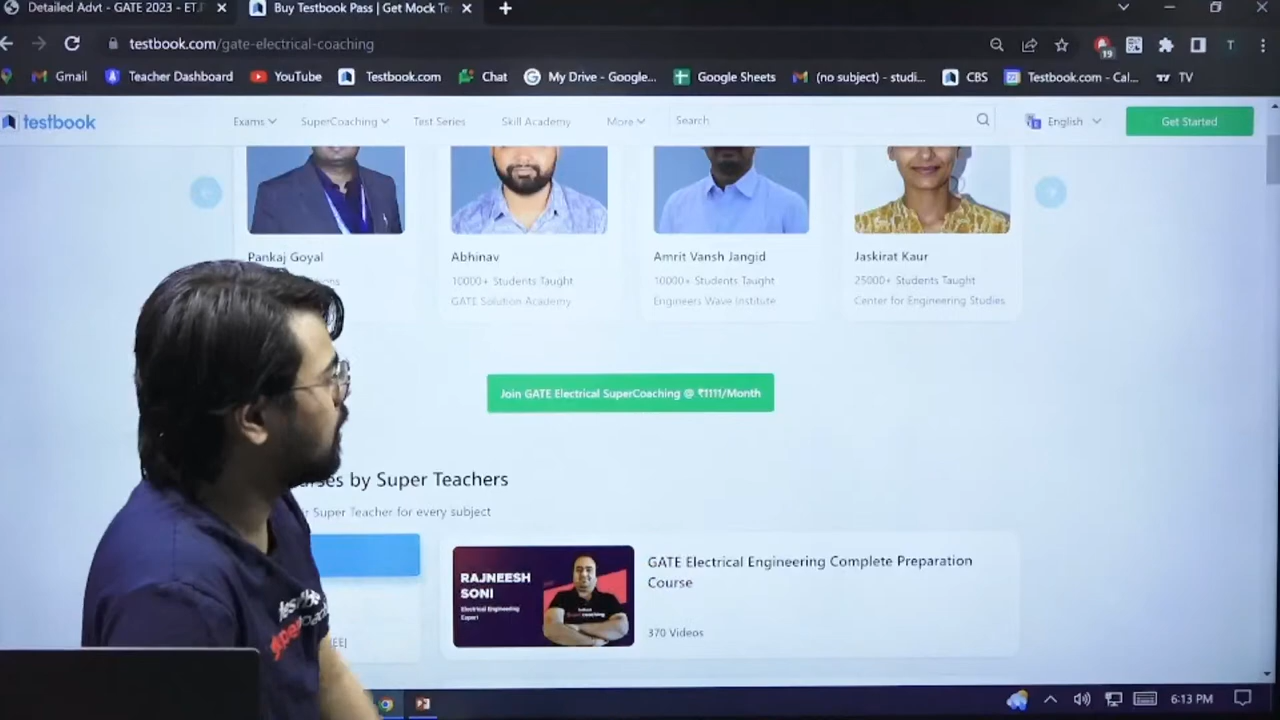 Detailed Advt - GATE 2023 - ET.
Buy Testbook Pass | Get Mock Te
testbook.com/gate-electrical-coaching
19
T
Gmail
Teacher Dashboard
YouTube
Testbook.com
Chat
My Drive - Google...
Google Sheets
(no subject) - studi...
CBS
Testbook.com - Cal...
TV
testbook
Exams
SuperCoaching
Test Series
Skill Academy
More
Search
English
Get Started
Pankaj Goyal
Abhinav
10000+ Students Taught
GATE Solution Academy
Amrit Vansh Jangid
10000+ Students Taught
Engineers Wave Institute
Jaskirat Kaur
25000+ Students Taught
Center for Engineering Studies
Join GATE Electrical SuperCoaching @ ₹1111/Month
by Super Teachers
Super Teacher for every subject
RAJNEESH
SONI
Electrical Engineering
Expert
GATE Electrical Engineering Complete Preparation
Course
370 Videos
6:13 PM